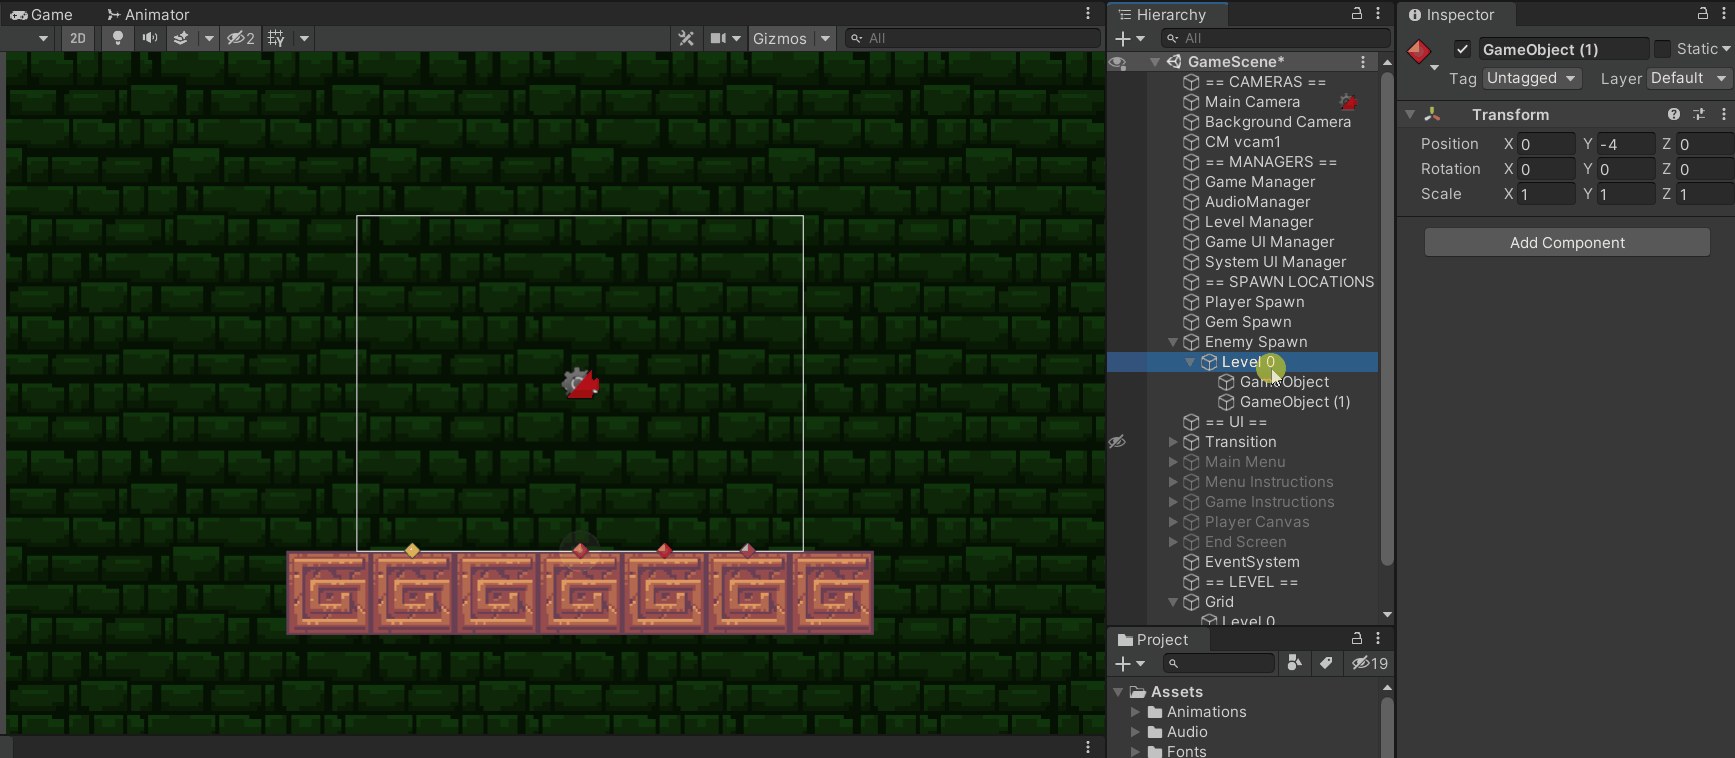 Game
Animator
2D
2
Gizmos
All
Hierarchy
All
GameScene*
== CAMERAS ==
Main Camera
Background Camera
CM vcam1
== MANAGERS ==
Game Manager
AudioManager
Level Manager
Game UI Manager
System UI Manager
== SPAWN LOCATIONS
Player Spawn
Gem Spawn
Enemy Spawn
Level 0
GameObject
GameObject (1)
== UI ==
Transition
Main Menu
Menu Instructions
Game Instructions
Player Canvas
End Screen
EventSystem
== LEVEL ==
Grid
Level 0
Project
19
Assets
Animations
Audio
Fonts
Inspector
GameObject (1)
Static
Tag Untagged Layer Default
Transform
Position X 0 Y -4 Z 0
Rotation X 0 Y 0 Z 0
Scale X 1 Y 1 Z 1
Add Component